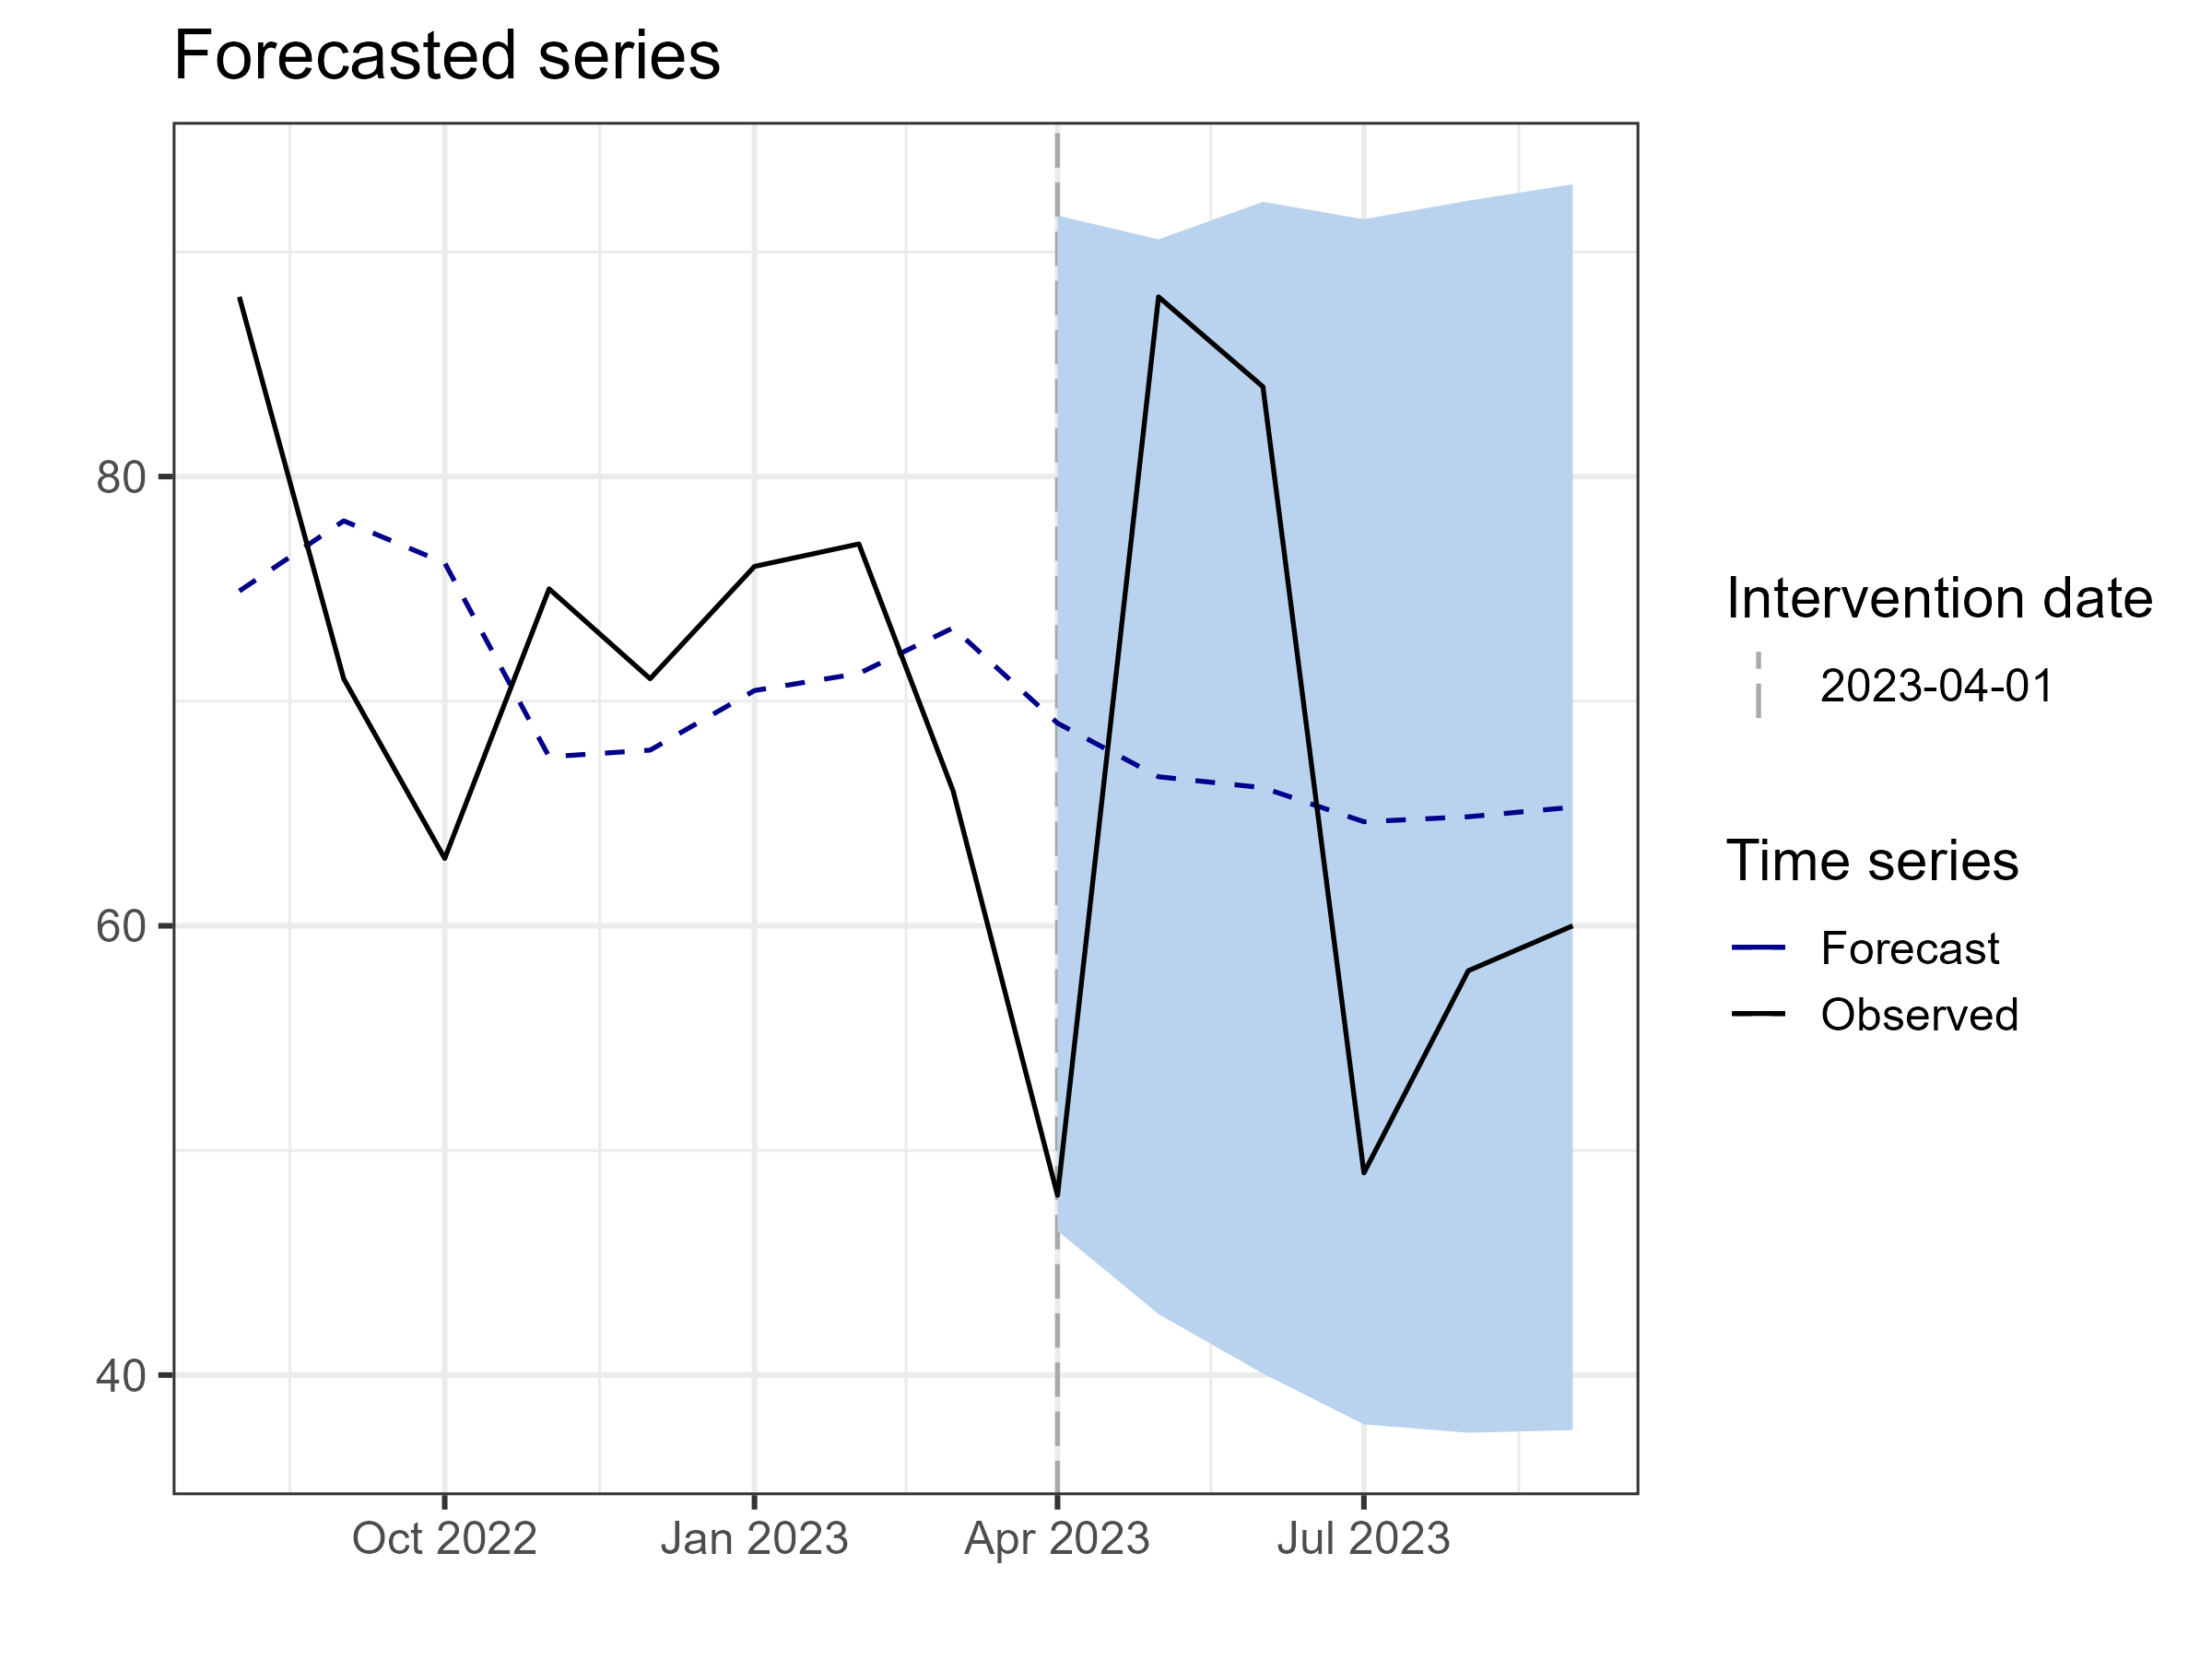 Forecasted series
80
60
40
Oct 2022
Jan 2023
Apr 2023
Jul 2023
Intervention date
2023-04-01
Time series
Forecast
Observed